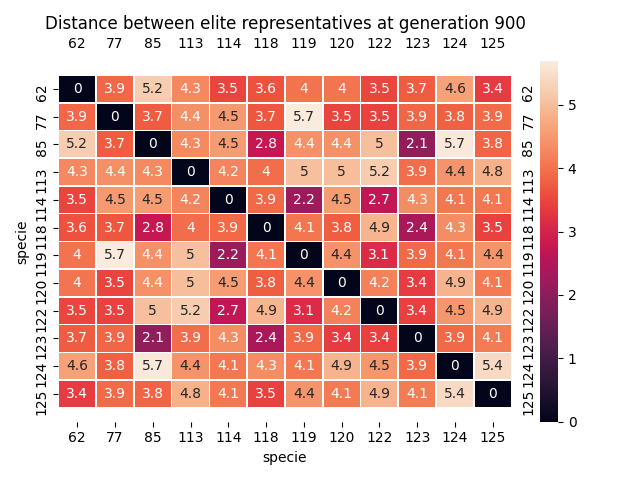 Distance between elite representatives at generation 900
62 77 85 113 114 118 119 120 122 123 124 125
62 0 3.9 5.2 4.3 3.5 3.6 4 4 3.5 3.7 4.6 3.4 62
77 3.9 0 3.7 4.4 4.5 3.7 5.7 3.5 3.5 3.9 3.8 3.9 77
85 5.2 3.7 0 4.3 4.5 2.8 4.4 4.4 5 2.1 5.7 3.8 85
113 4.3 4.4 4.3 0 4.2 4 5 5 5.2 3.9 4.4 4.8 113
114 3.5 4.5 4.5 4.2 0 3.9 2.2 4.5 2.7 4.3 4.1 4.1 114
118 3.6 3.7 2.8 4 3.9 0 4.1 3.8 4.9 2.4 4.3 3.5 118
119 4 5.7 4.4 5 2.2 4.1 0 4.4 3.1 3.9 4.1 4.4 119
120 4 3.5 4.4 5 4.5 3.8 4.4 0 4.2 3.4 4.9 4.1 120
122 3.5 3.5 5 5.2 2.7 4.9 3.1 4.2 0 3.4 4.5 4.9 122
123 3.7 3.9 2.1 3.9 4.3 2.4 3.9 3.4 3.4 0 3.9 4.1 123
124 4.6 3.8 5.7 4.4 4.1 4.3 4.1 4.9 4.5 3.9 0 5.4 124
125 3.4 3.9 3.8 4.8 4.1 3.5 4.4 4.1 4.9 4.1 5.4 0 125
62 77 85 113 114 118 119 120 122 123 124 125
specie
specie
5
4
3
2
1
0